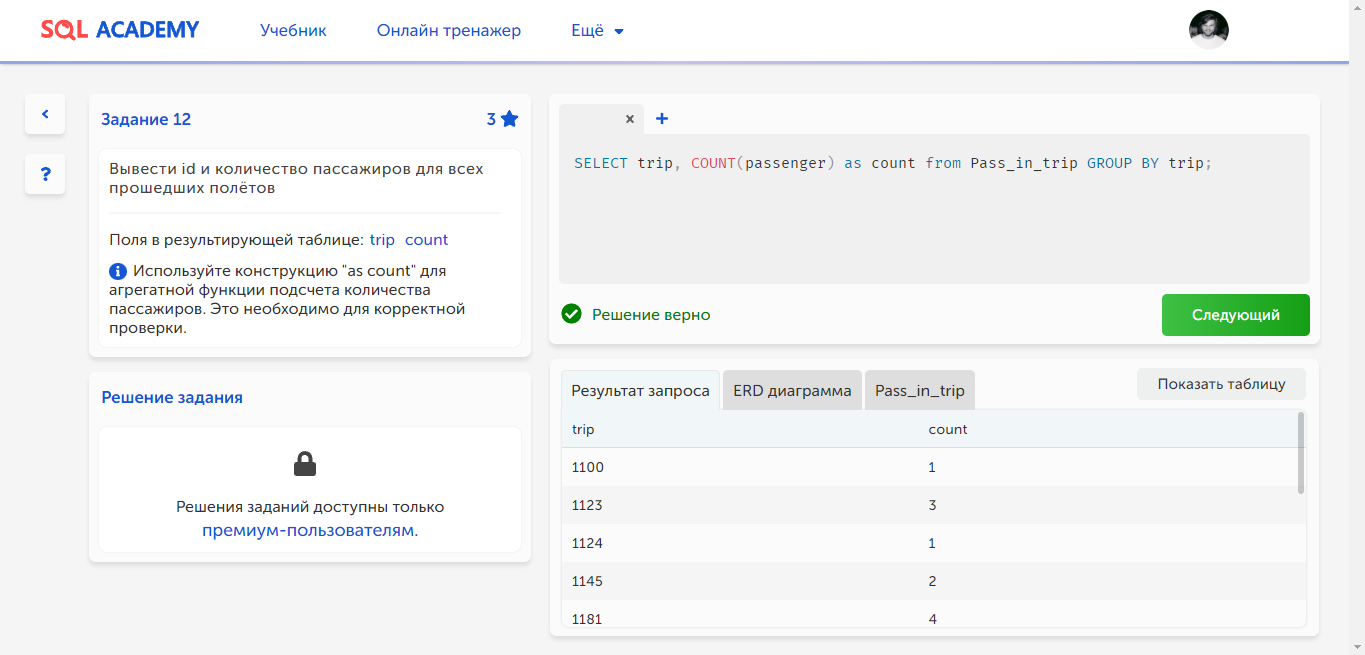 SQL ACADEMY
Учебник
Онлайн тренажер
Ещё
Задание 12
3
Вывести id и количество пассажиров для всех
прошедших полётов
Поля в результирующей таблице: trip count
Используйте конструкцию "as count" для
агрегатной функции подсчета количества
пассажиров. Это необходимо для корректной
проверки.
?
Решение задания
Решения заданий доступны только
премиум-пользователям.
SELECT trip, COUNT(passenger) as count from Pass_in_trip GROUP BY trip;
Решение верно
Следующий
Результат запроса
ERD диаграмма
Pass_in_trip
Показать таблицу
trip count
1100 1
1123 3
1124 1
1145 2
1181 4